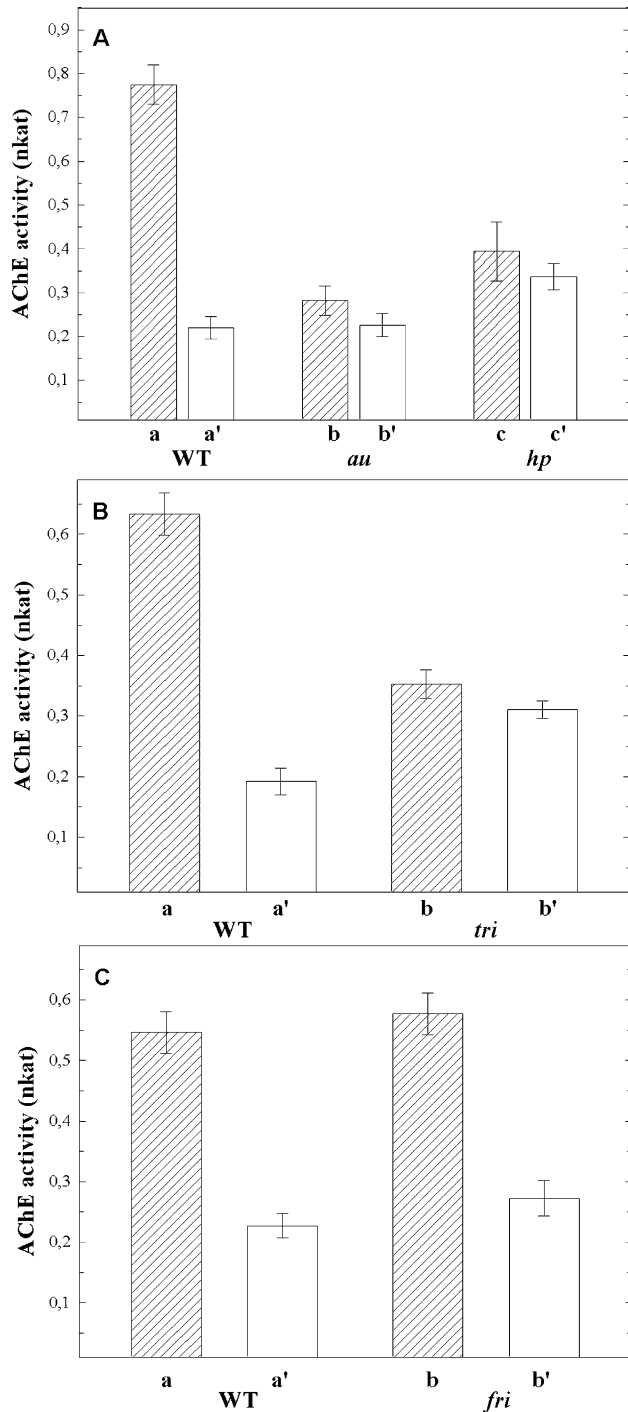 A
AChE activity (nkat)
0,9
0,8
0,7
0,6
0,5
0,4
0,3
0,2
0,1
a a' b b' c c'
WT au hp
B
AChE activity (nkat)
0,6
0,5
0,4
0,3
0,2
0,1
a a' b b'
WT tri
C
AChE activity (nkat)
0,6
0,5
0,4
0,3
0,2
0,1
a a' b b'
WT fri